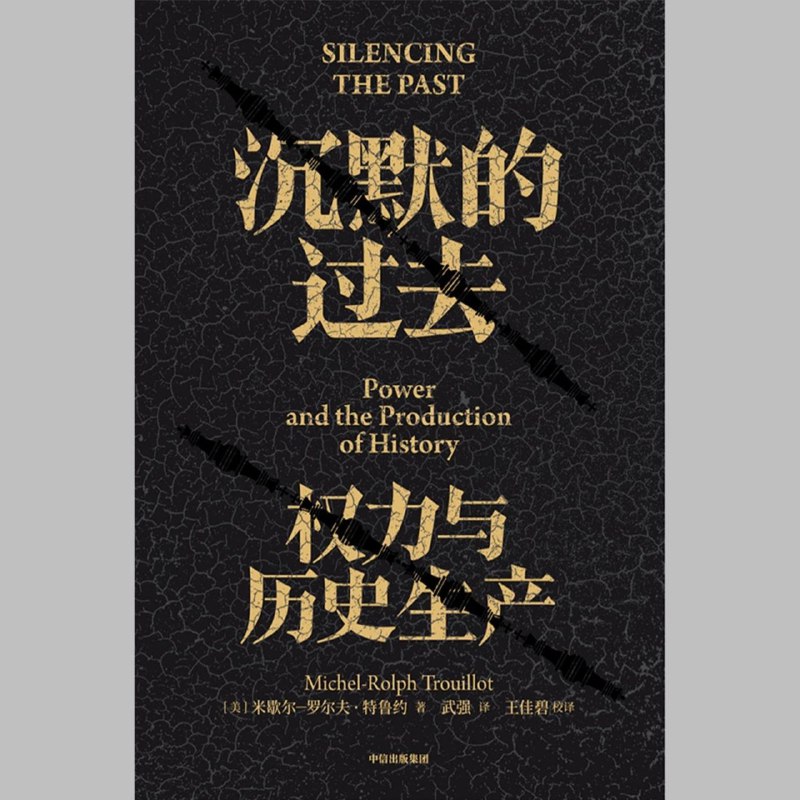 SILENCING
THE PAST
沉默的
过去
Power
and the Production
of History
权力与
历史生产
Michel-Rolph Trouillot
[美] 米歇尔–罗尔夫·特鲁约 著 武强 译 王佳碧 校译
中信出版集团